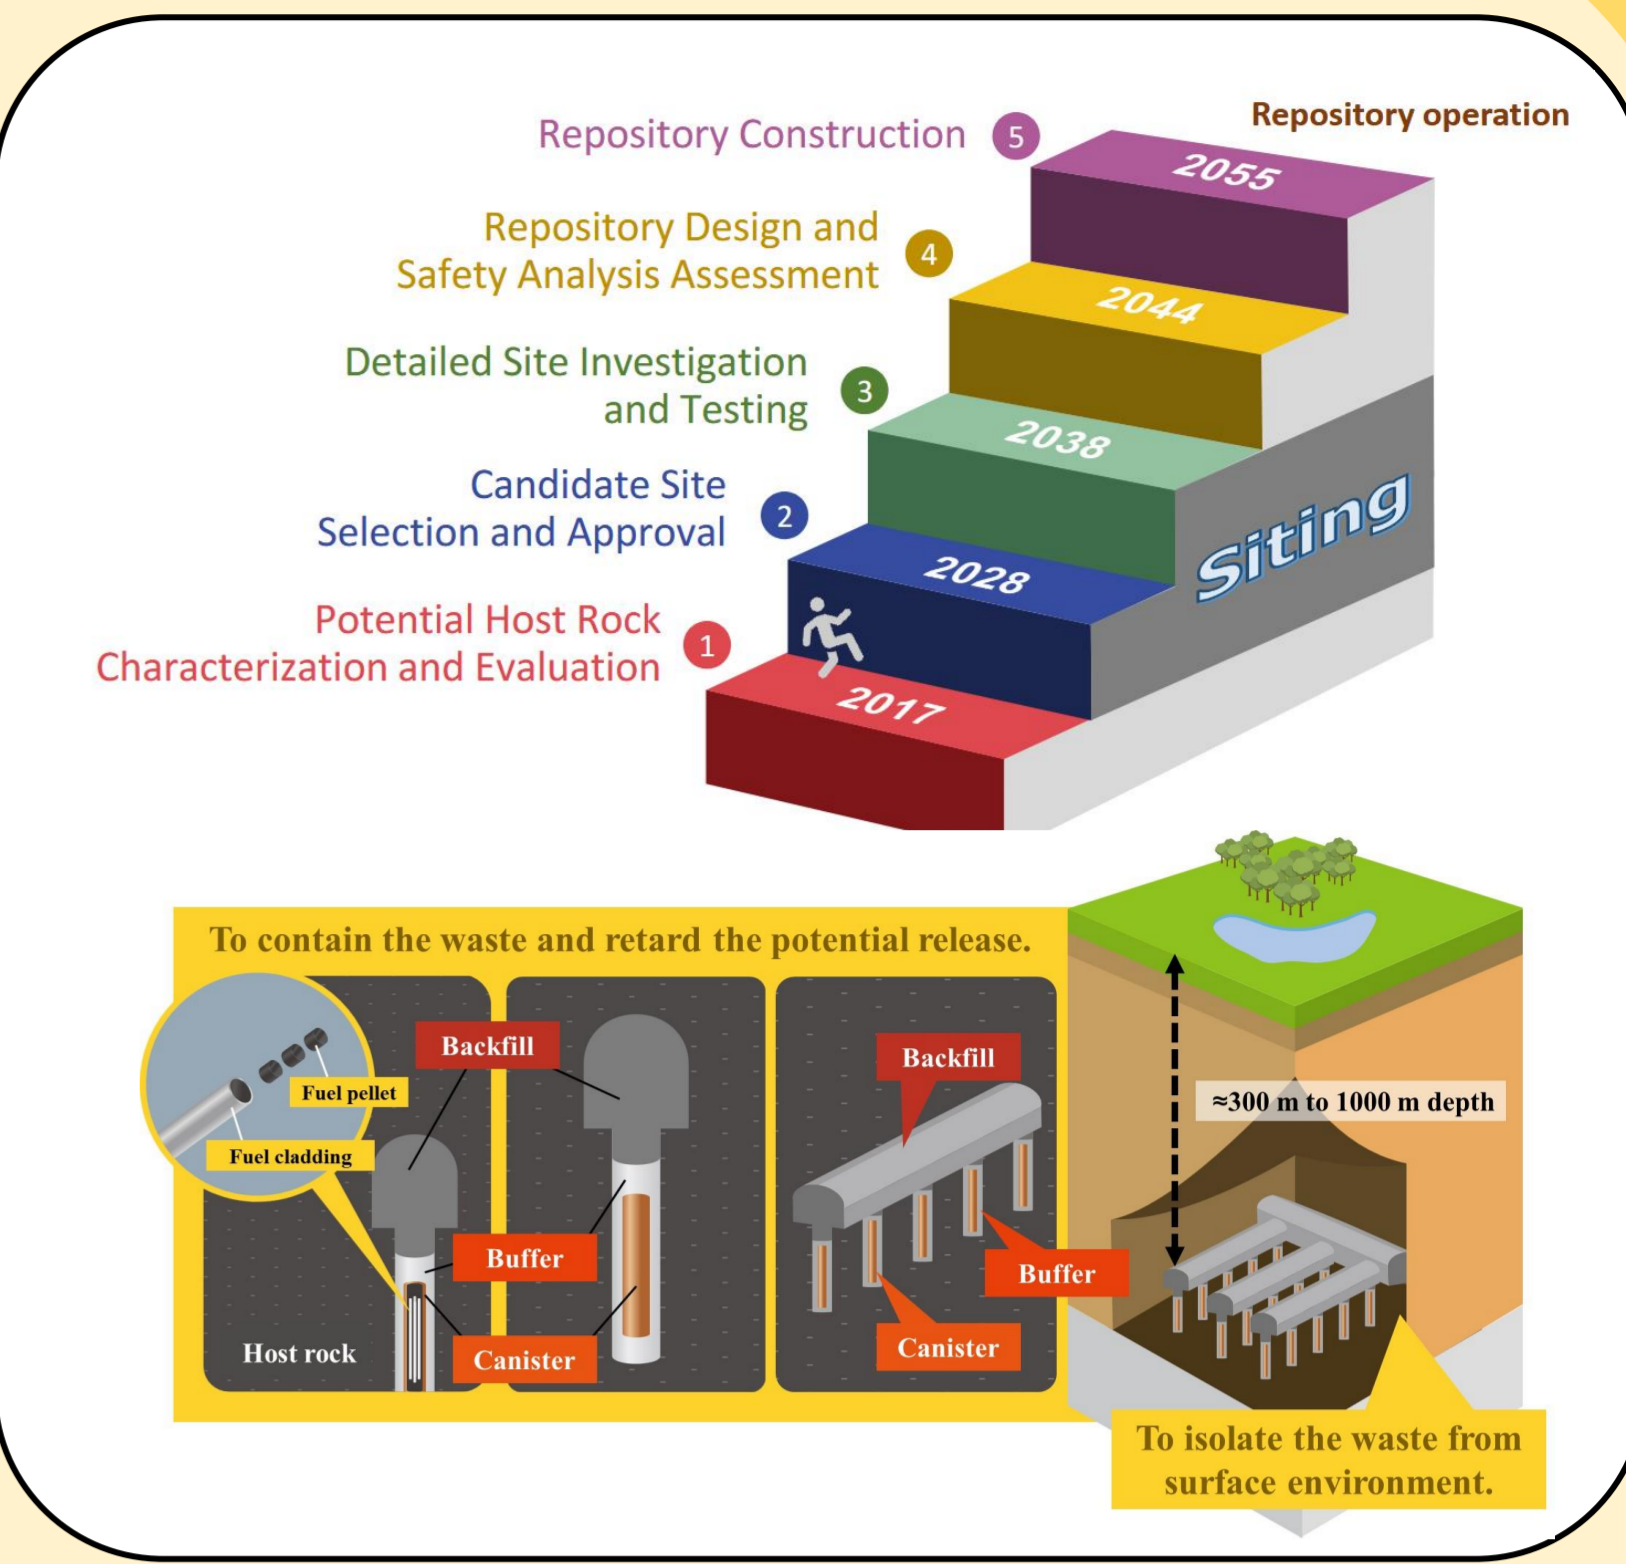 Repository operation
Repository Construction
5
2055
Repository Design and
Safety Analysis Assessment
4
2044
Detailed Site Investigation
and Testing
3
2038
Candidate Site
Selection and Approval
2
2028
Siting
Potential Host Rock
Characterization and Evaluation
1
2017
To contain the waste and retard the potential release.
Fuel pellet
Fuel cladding
Backfill
Buffer
Canister
Host rock
Backfill
Buffer
Canister
≈300 m to 1000 m depth
To isolate the waste from
surface environment.